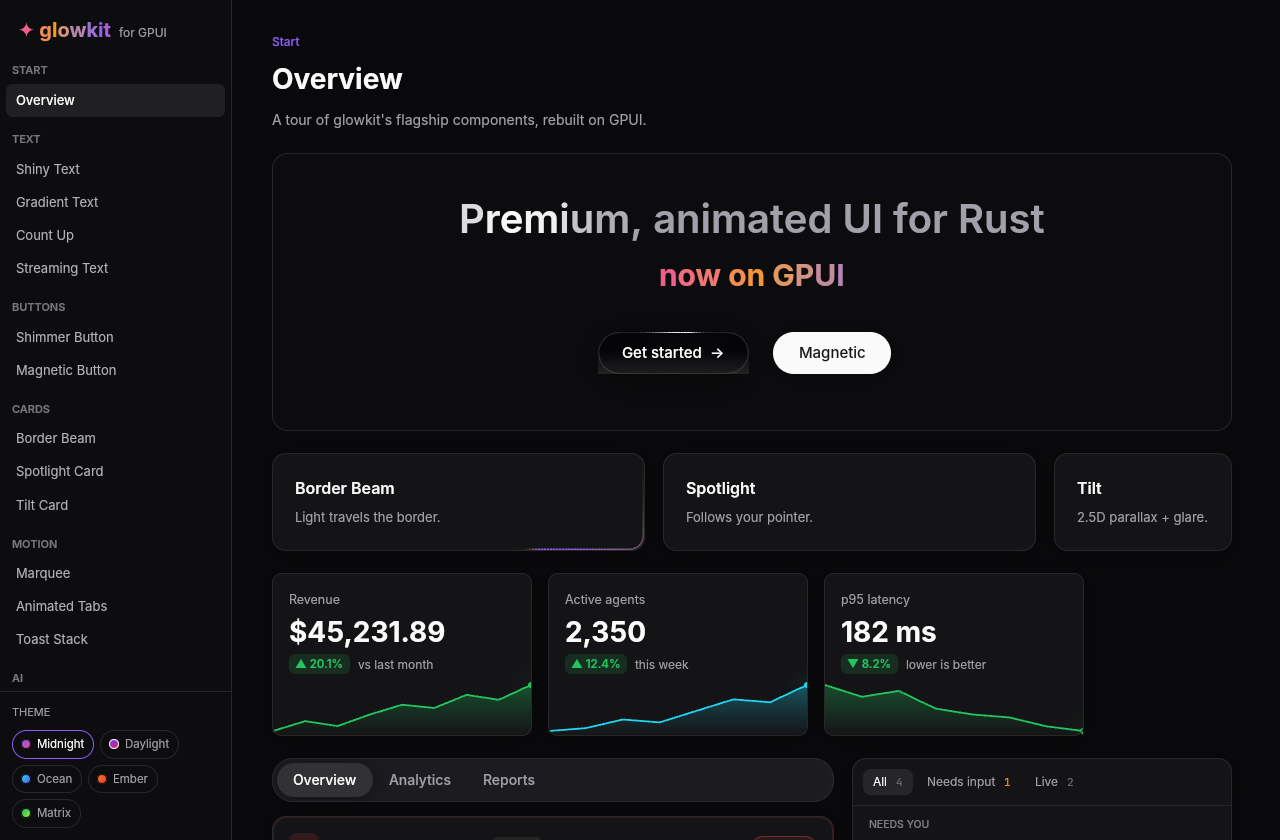 glowkit for GPUI
START
Overview
TEXT
Shiny Text
Gradient Text
Count Up
Streaming Text
BUTTONS
Shimmer Button
Magnetic Button
CARDS
Border Beam
Spotlight Card
Tilt Card
MOTION
Marquee
Animated Tabs
Toast Stack
AI
THEME
Midnight Daylight
Ocean Ember
Matrix
Start
Overview
A tour of glowkit's flagship components, rebuilt on GPUI.
Premium, animated UI for Rust
now on GPUI
Get started → Magnetic
Border Beam
Light travels the border.
Spotlight
Follows your pointer.
Tilt
2.5D parallax + glare.
Revenue
$45,231.89
▲ 20.1% vs last month
Active agents
2,350
▲ 12.4% this week
p95 latency
182 ms
▼ 8.2% lower is better
Overview Analytics Reports
All 4 Needs input 1 Live 2
NEEDS YOU